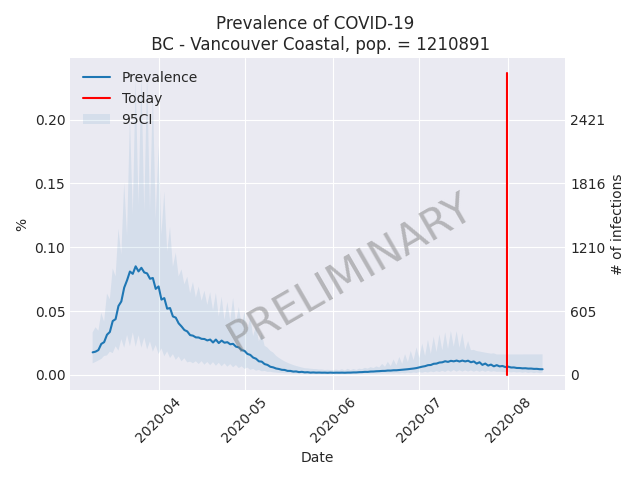 Prevalence of COVID-19
BC - Vancouver Coastal, pop. = 1210891
Prevalence
Today
95CI
0.20
0.15
0.10
0.05
0.00
%
2421
1816
1210
605
0
# of infections
PRELIMINARY
2020-04
2020-05
2020-06
2020-07
2020-08
Date